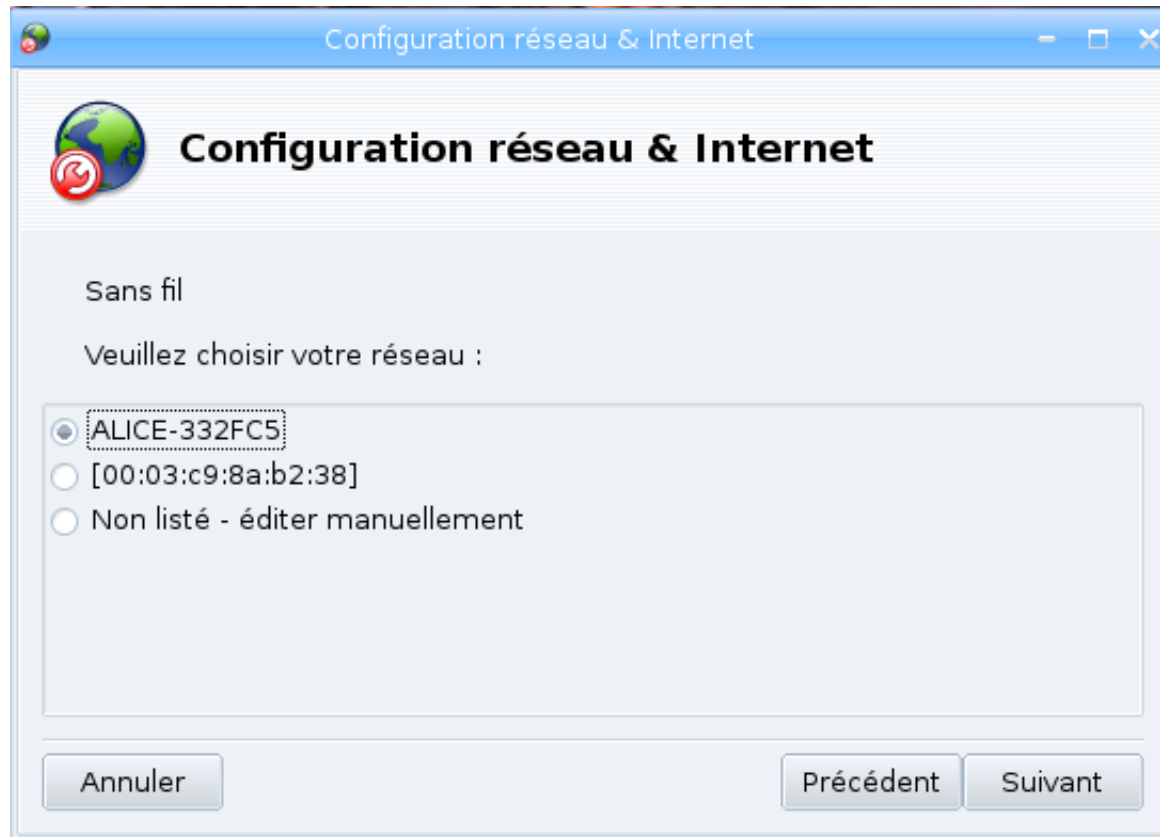 Configuration réseau & Internet
Configuration réseau & Internet
Sans fil
Veuillez choisir votre réseau :
ALICE-332FC5
[00:03:c9:8a:b2:38]
Non listé - éditer manuellement
Annuler Précédent Suivant